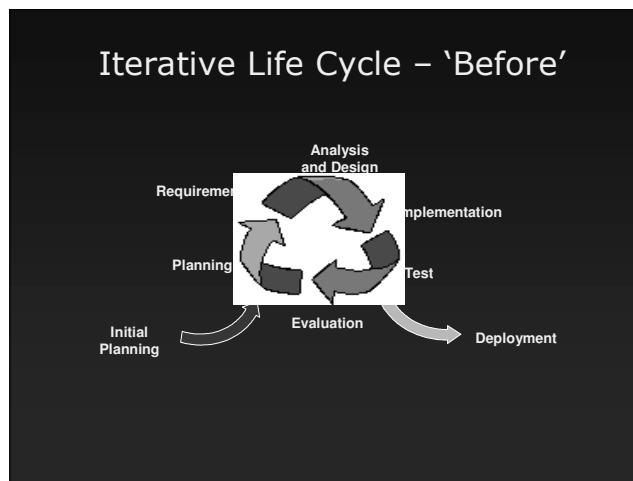 Iterative Life Cycle – ‘Before’
Analysis
and Design
Requiremen
mplementation
Planning
Test
Evaluation
Initial
Planning
Deployment